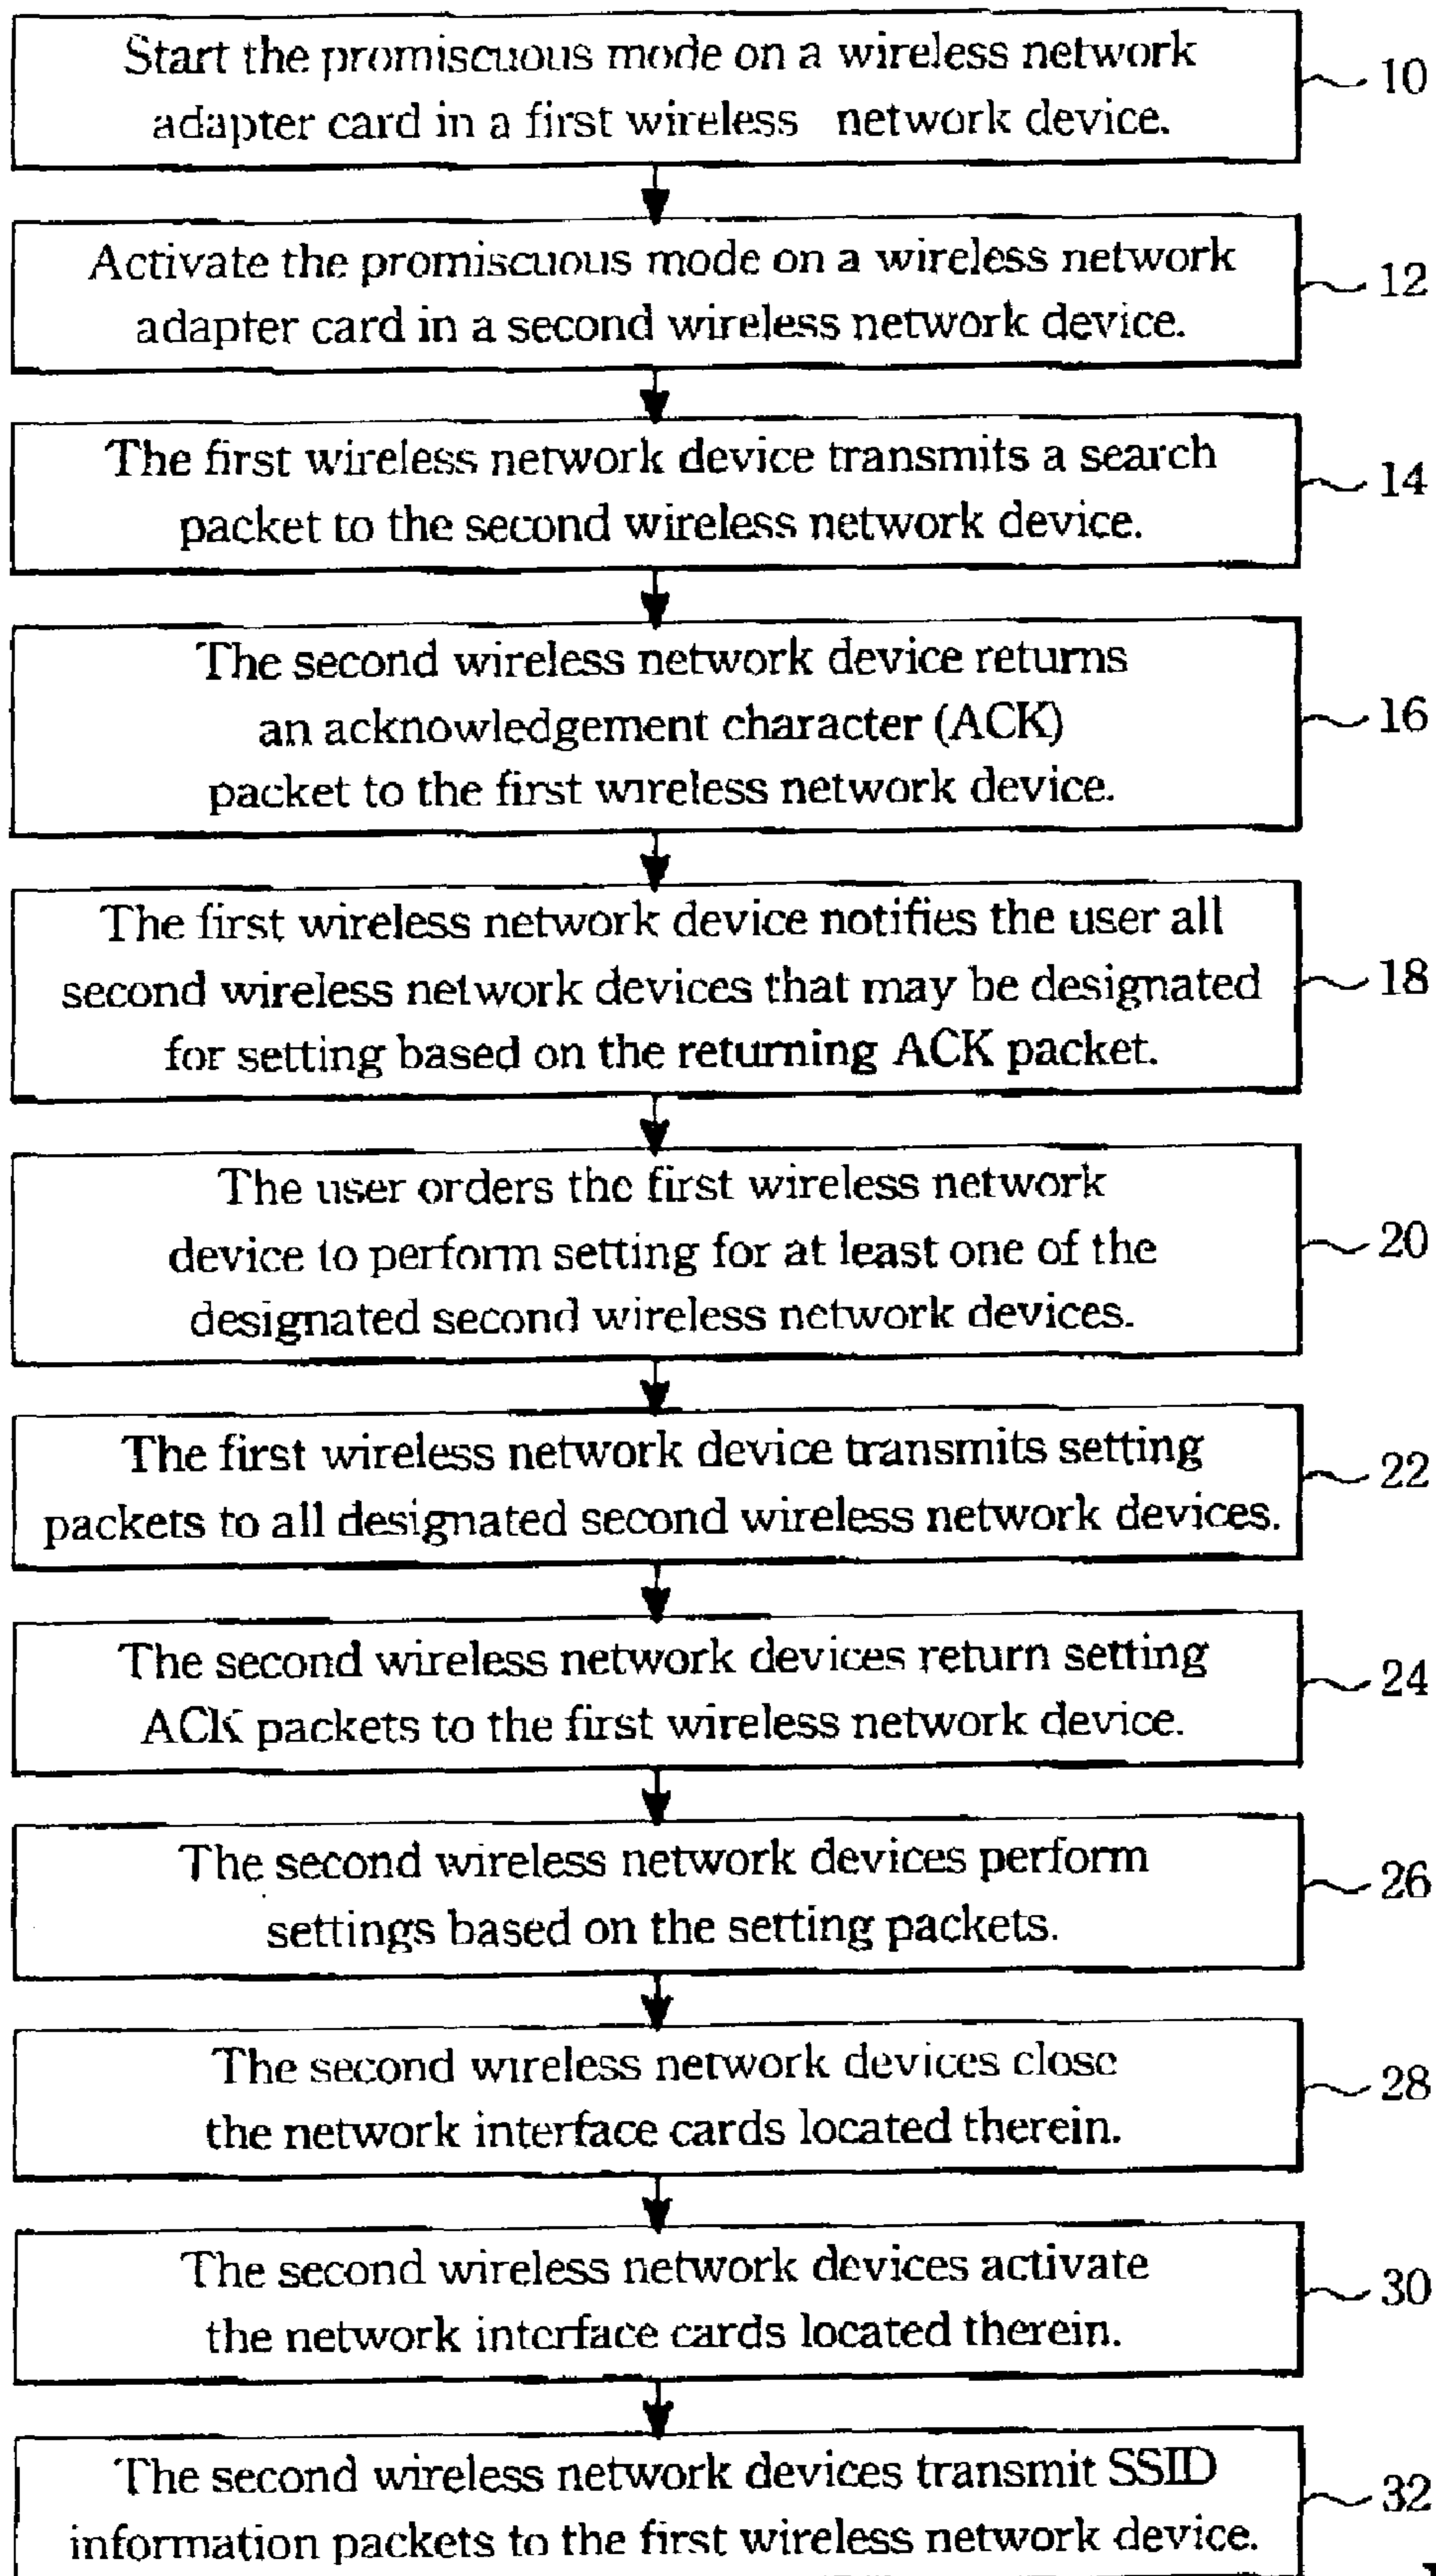 Start the promiscuous mode on a wireless network
adapter card in a first wireless network device.
10
Activate the promiscuous mode on a wireless network
adapter card in a second wireless network device.
12
The first wireless network device transmits a search
packet to the second wireless network device.
14
The second wireless network device returns
an acknowledgement character (ACK)
packet to the first wireless network device.
16
The first wireless network device notifies the user all
second wireless network devices that may be designated
for setting based on the returning ACK packet.
18
The user orders the first wireless network
device to perform setting for at least one of the
designated second wireless network devices.
20
The first wireless network device transmits setting
packets to all designated second wireless network devices.
22
The second wireless network devices return setting
ACK packets to the first wireless network device.
24
The second wireless network devices perform
settings based on the setting packets.
26
The second wireless network devices close
the network interface cards located therein.
28
The second wireless network devices activate
the network interface cards located therein.
30
The second wireless network devices transmit SSID
information packets to the first wireless network device.
32